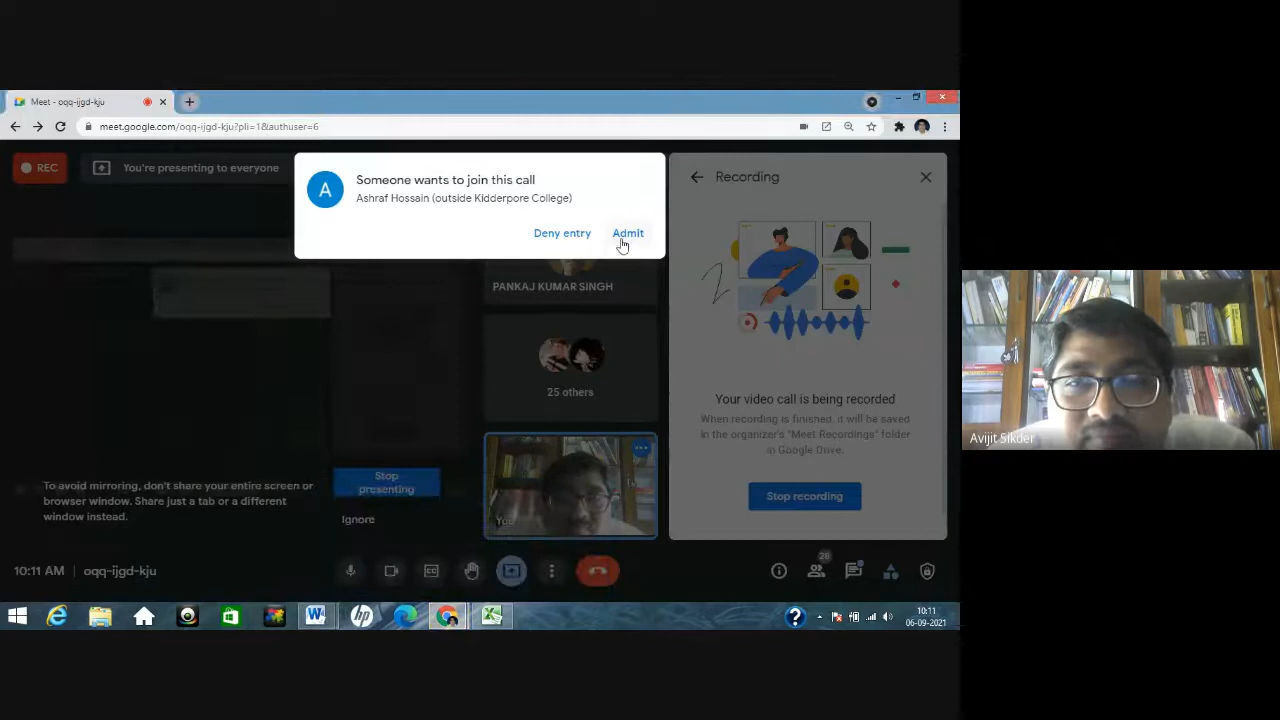 Meet - oqq-ijgd-kju
meet.google.com/oqq-ijgd-kju?pli=1&authuser=6
REC
You're presenting to everyone
Someone wants to join this call
A
Ashraf Hossain (outside Kidderpore College)
Deny entry
Admit
Recording
PANKAJ KUMAR SINGH
25 others
Your video call is being recorded
When recording is finished, it will be saved
in the organizer's "Meet Recordings" folder
in Google Drive.
Stop recording
To avoid mirroring, don't share your entire screen or
browser window. Share just a tab or a different
window instead.
Stop
presenting
Ignore
You
Avijit Sikder
10:11 AM
oqq-ijgd-kju
28
10:11
06-09-2021